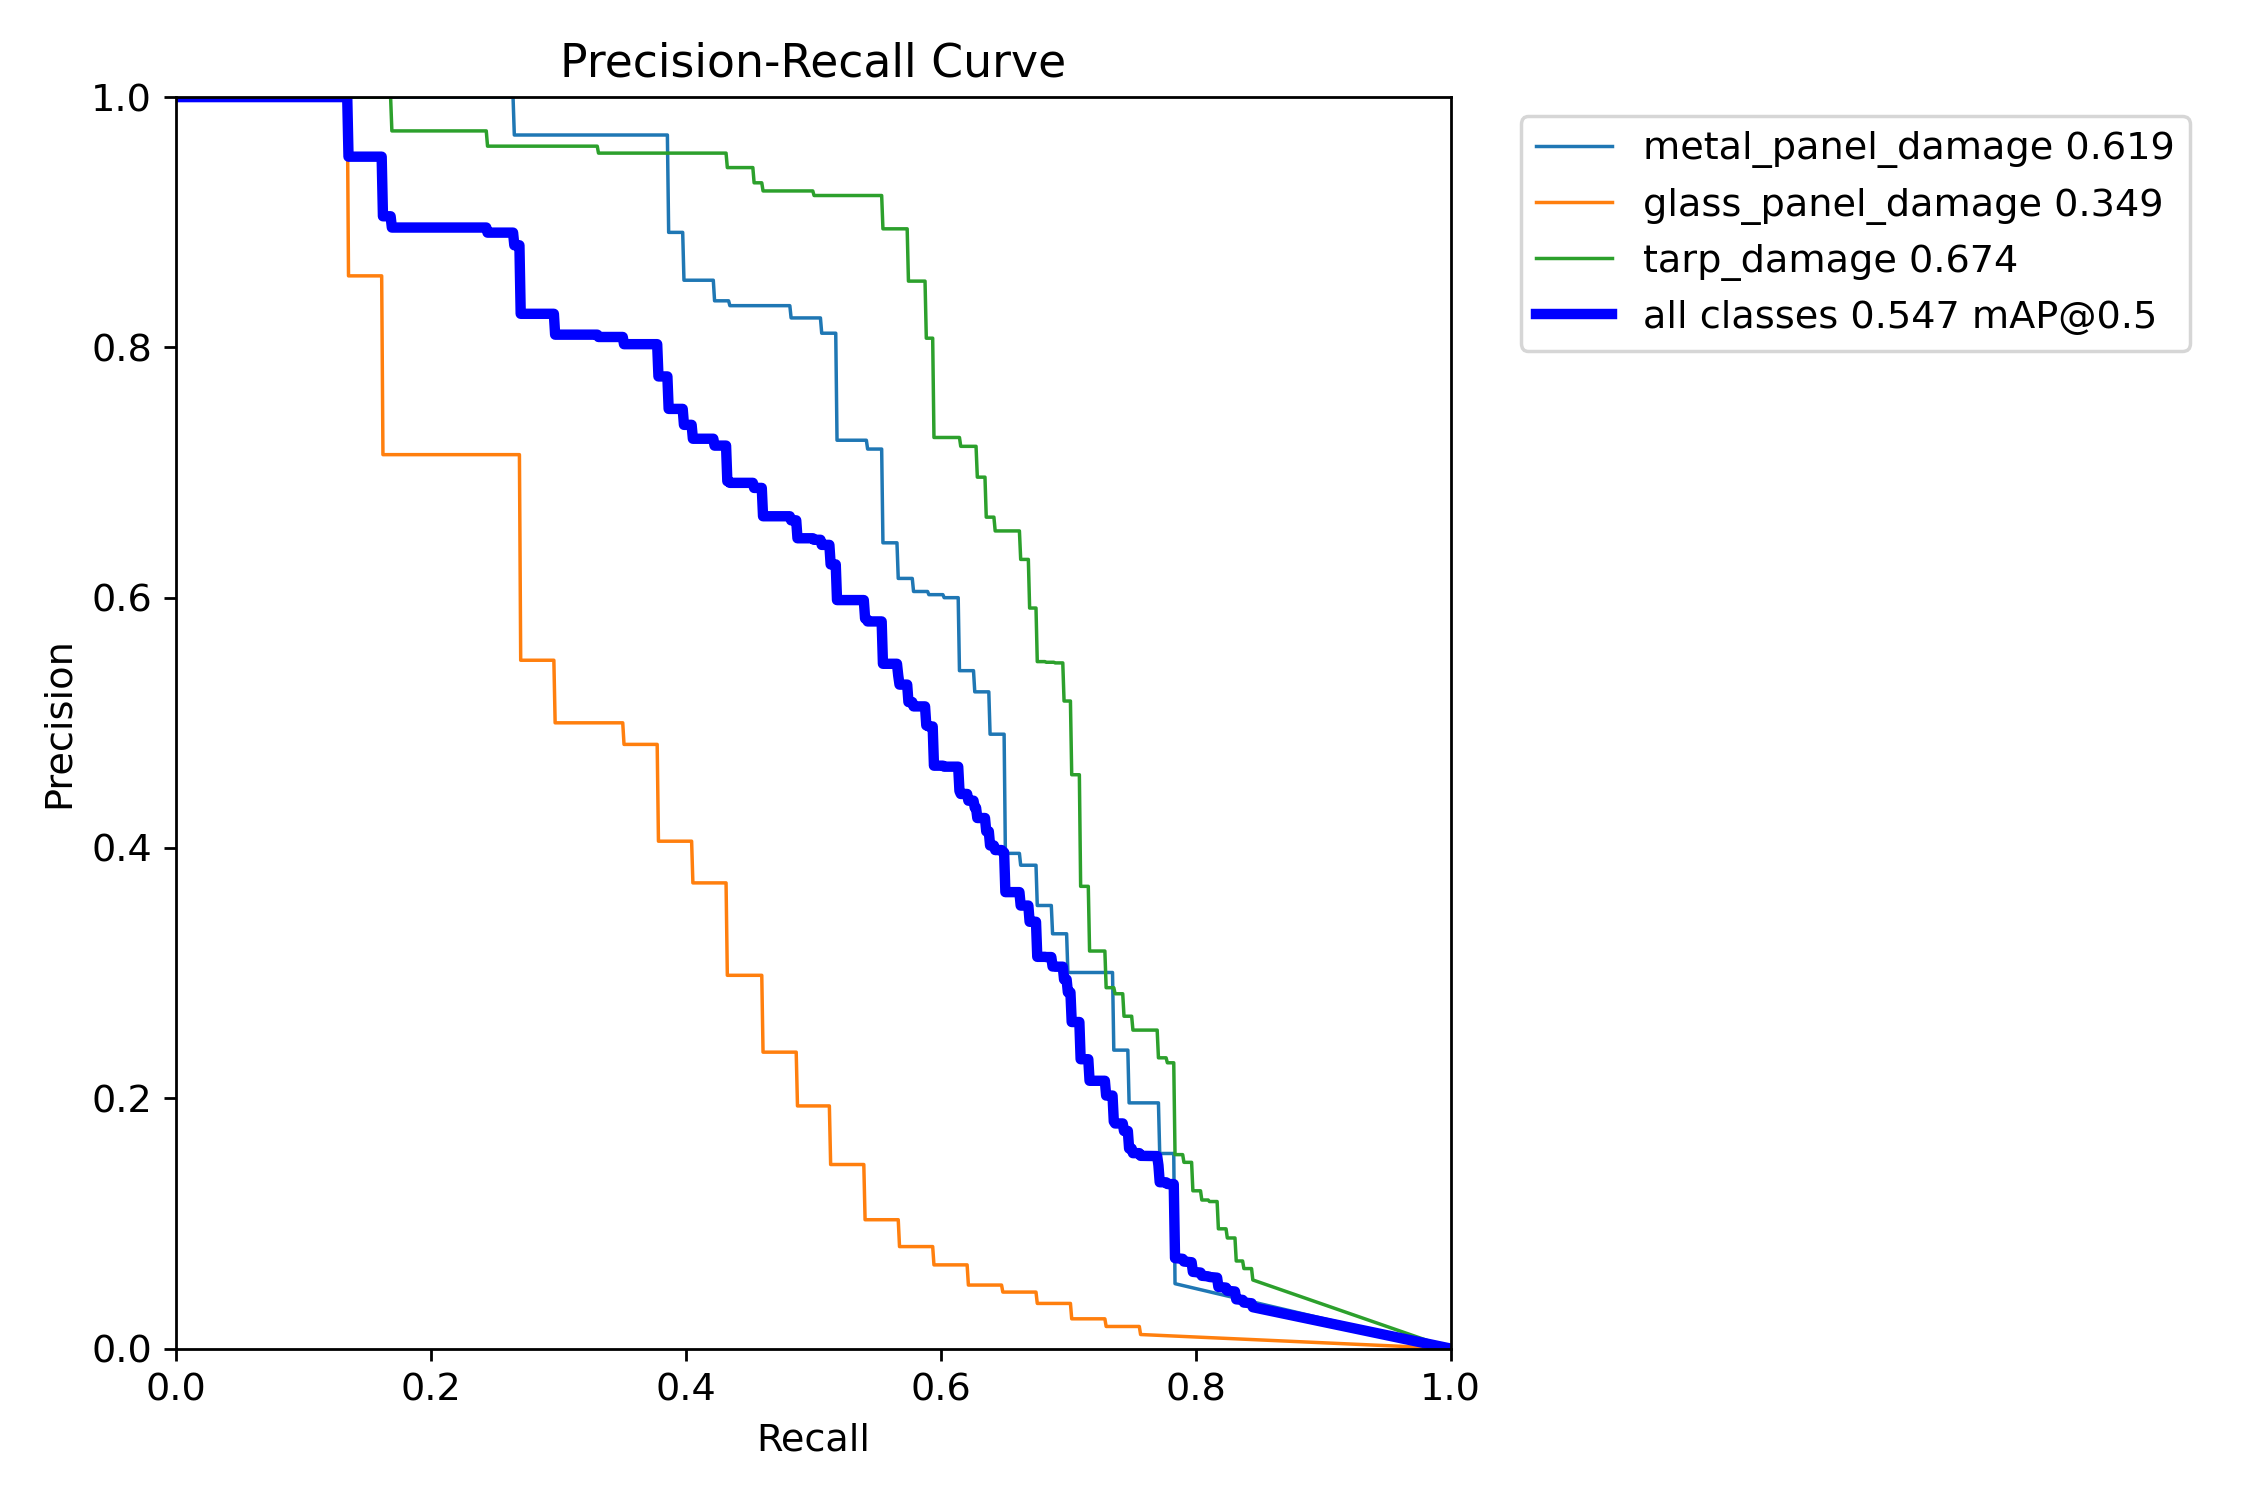 Precision-Recall Curve
1.0
0.8
0.6
0.4
0.2
0.0
Precision
0.0 0.2 0.4 0.6 0.8 1.0
Recall
metal_panel_damage 0.619
glass_panel_damage 0.349
tarp_damage 0.674
all classes 0.547 mAP@0.5